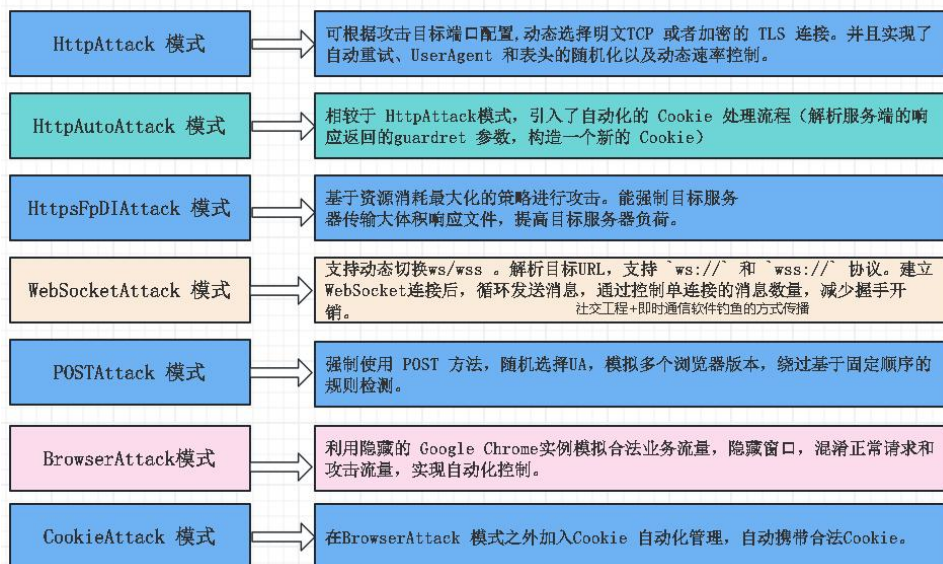 HttpAttack 模式
可根据攻击目标端口配置,动态选择明文TCP 或者加密的 TLS 连接。并且实现了
自动重试、UserAgent 和表头的随机化以及动态速率控制。
HttpAutoAttack 模式
相较于 HttpAttack模式，引入了自动化的 Cookie 处理流程（解析服务端的响
应返回的guardret 参数，构造一个新的 Cookie）
HttpsFpDlAttack 模式
基于资源消耗最大化的策略进行攻击。能强制目标服务
器传输大体积响应文件，提高目标服务器负荷。
WebSocketAttack 模式
支持动态切换ws/wss 。解析目标URL，支持 `ws://` 和 `wss://` 协议。建立
WebSocket连接后，循环发送消息，通过控制单连接的消息数量，减少握手开
销。
社交工程+即时通信软件钓鱼的方式传播
POSTAttack 模式
强制使用 POST 方法，随机选择UA，模拟多个浏览器版本，绕过基于固定顺序的
规则检测。
BrowserAttack模式
利用隐藏的 Google Chrome实例模拟合法业务流量，隐藏窗口，混淆正常请求和
攻击流量，实现自动化控制。
CookieAttack 模式
在BrowserAttack 模式之外加入Cookie 自动化管理，自动携带合法Cookie。